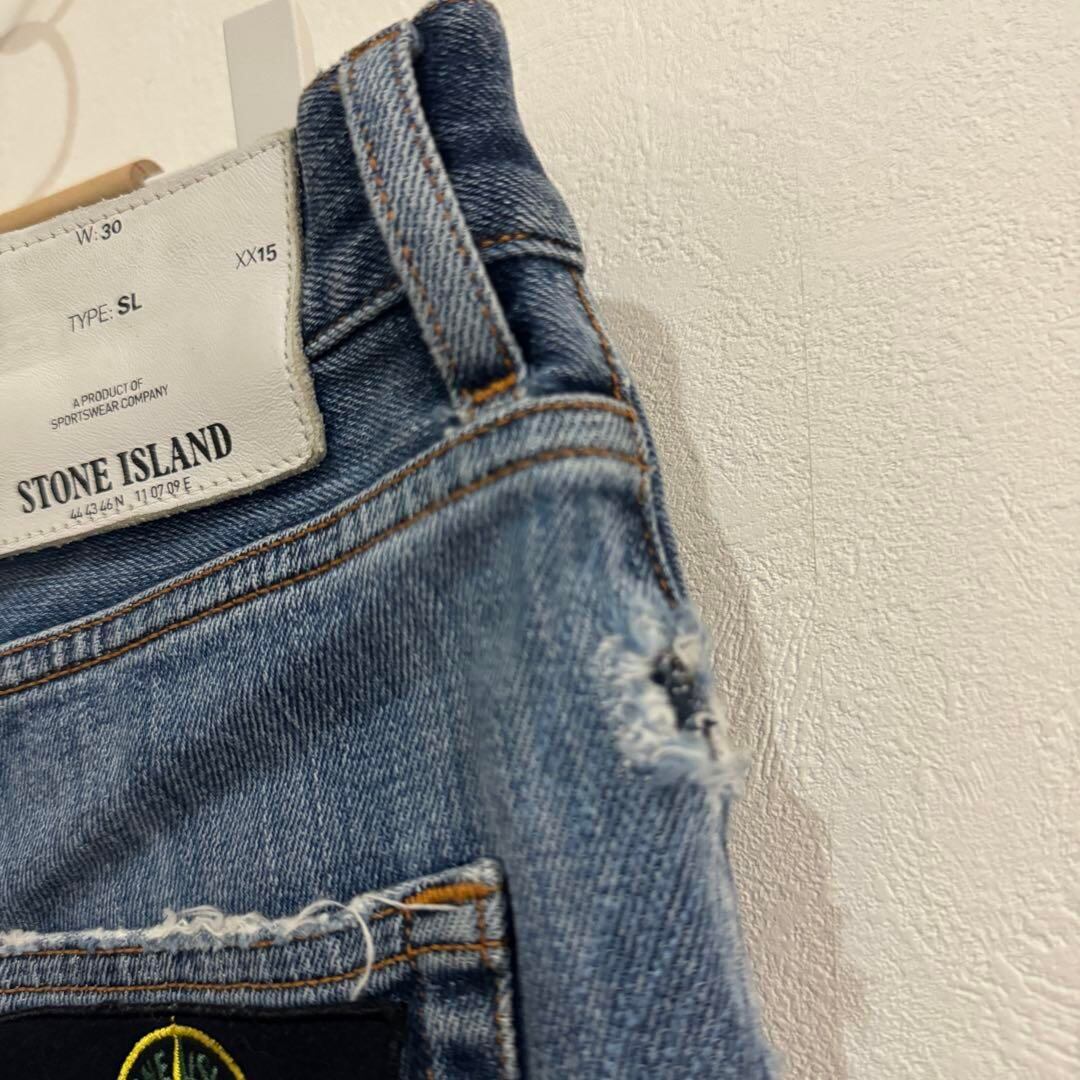 W: 30
XX15
TYPE: SL
A PRODUCT OF
SPORTSWEAR COMPANY
STONE ISLAND
44 43 46 N 11 07 09 E